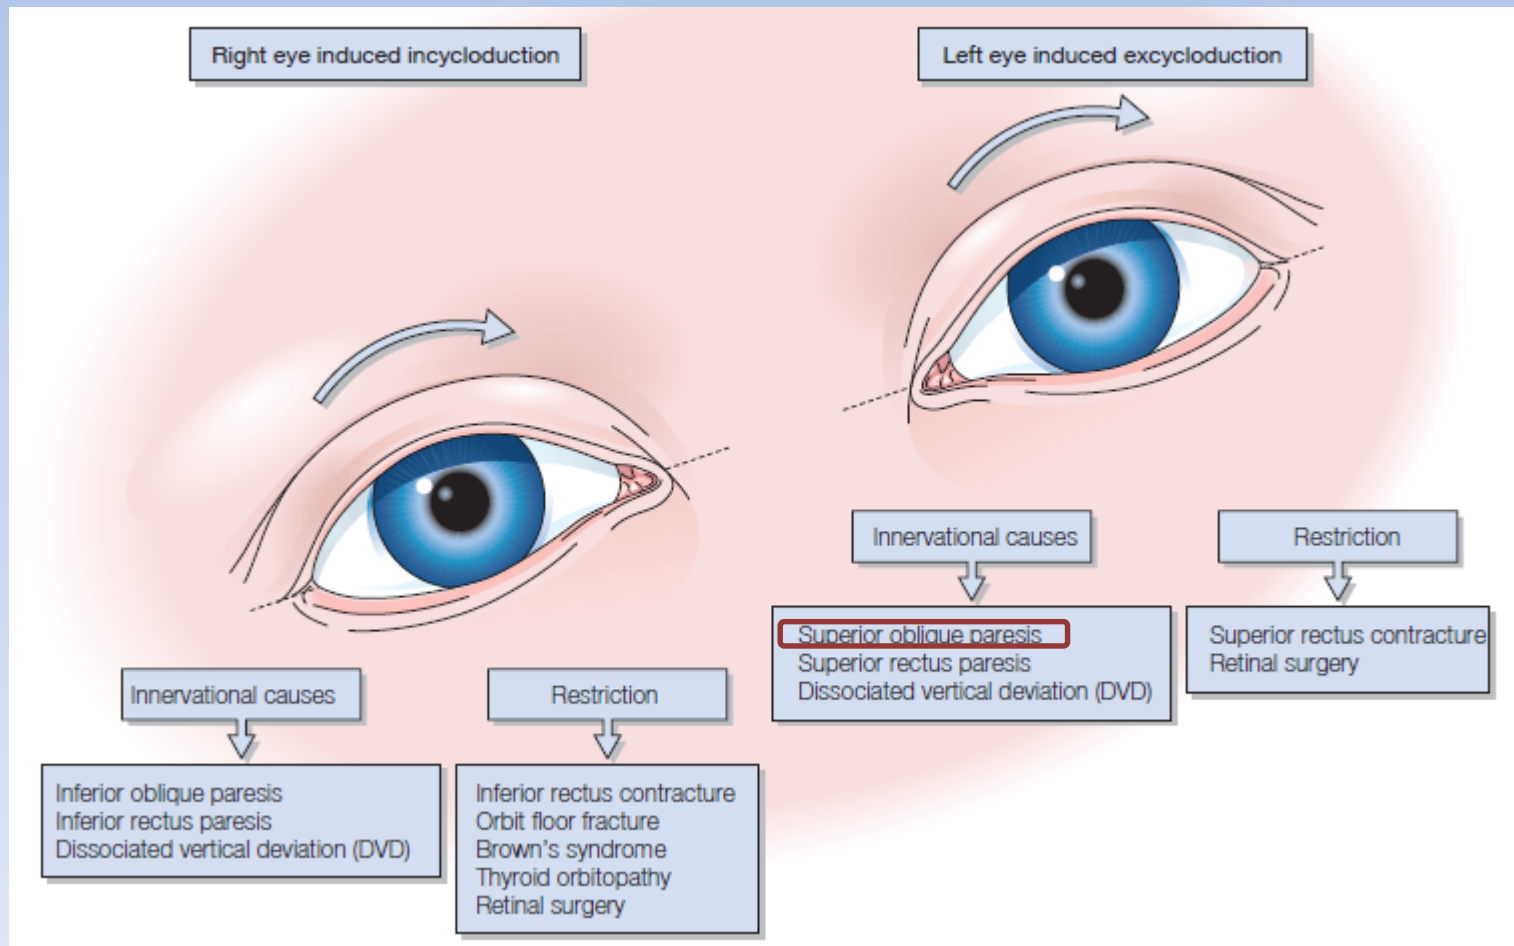 Right eye induced incycloduction
Left eye induced excycloduction
Innervational causes
Restriction
Superior oblique paresis
Superior rectus paresis
Dissociated vertical deviation (DVD)
Superior rectus contracture
Retinal surgery
Innervational causes
Restriction
Inferior oblique paresis
Inferior rectus paresis
Dissociated vertical deviation (DVD)
Inferior rectus contracture
Orbit floor fracture
Brown's syndrome
Thyroid orbitopathy
Retinal surgery